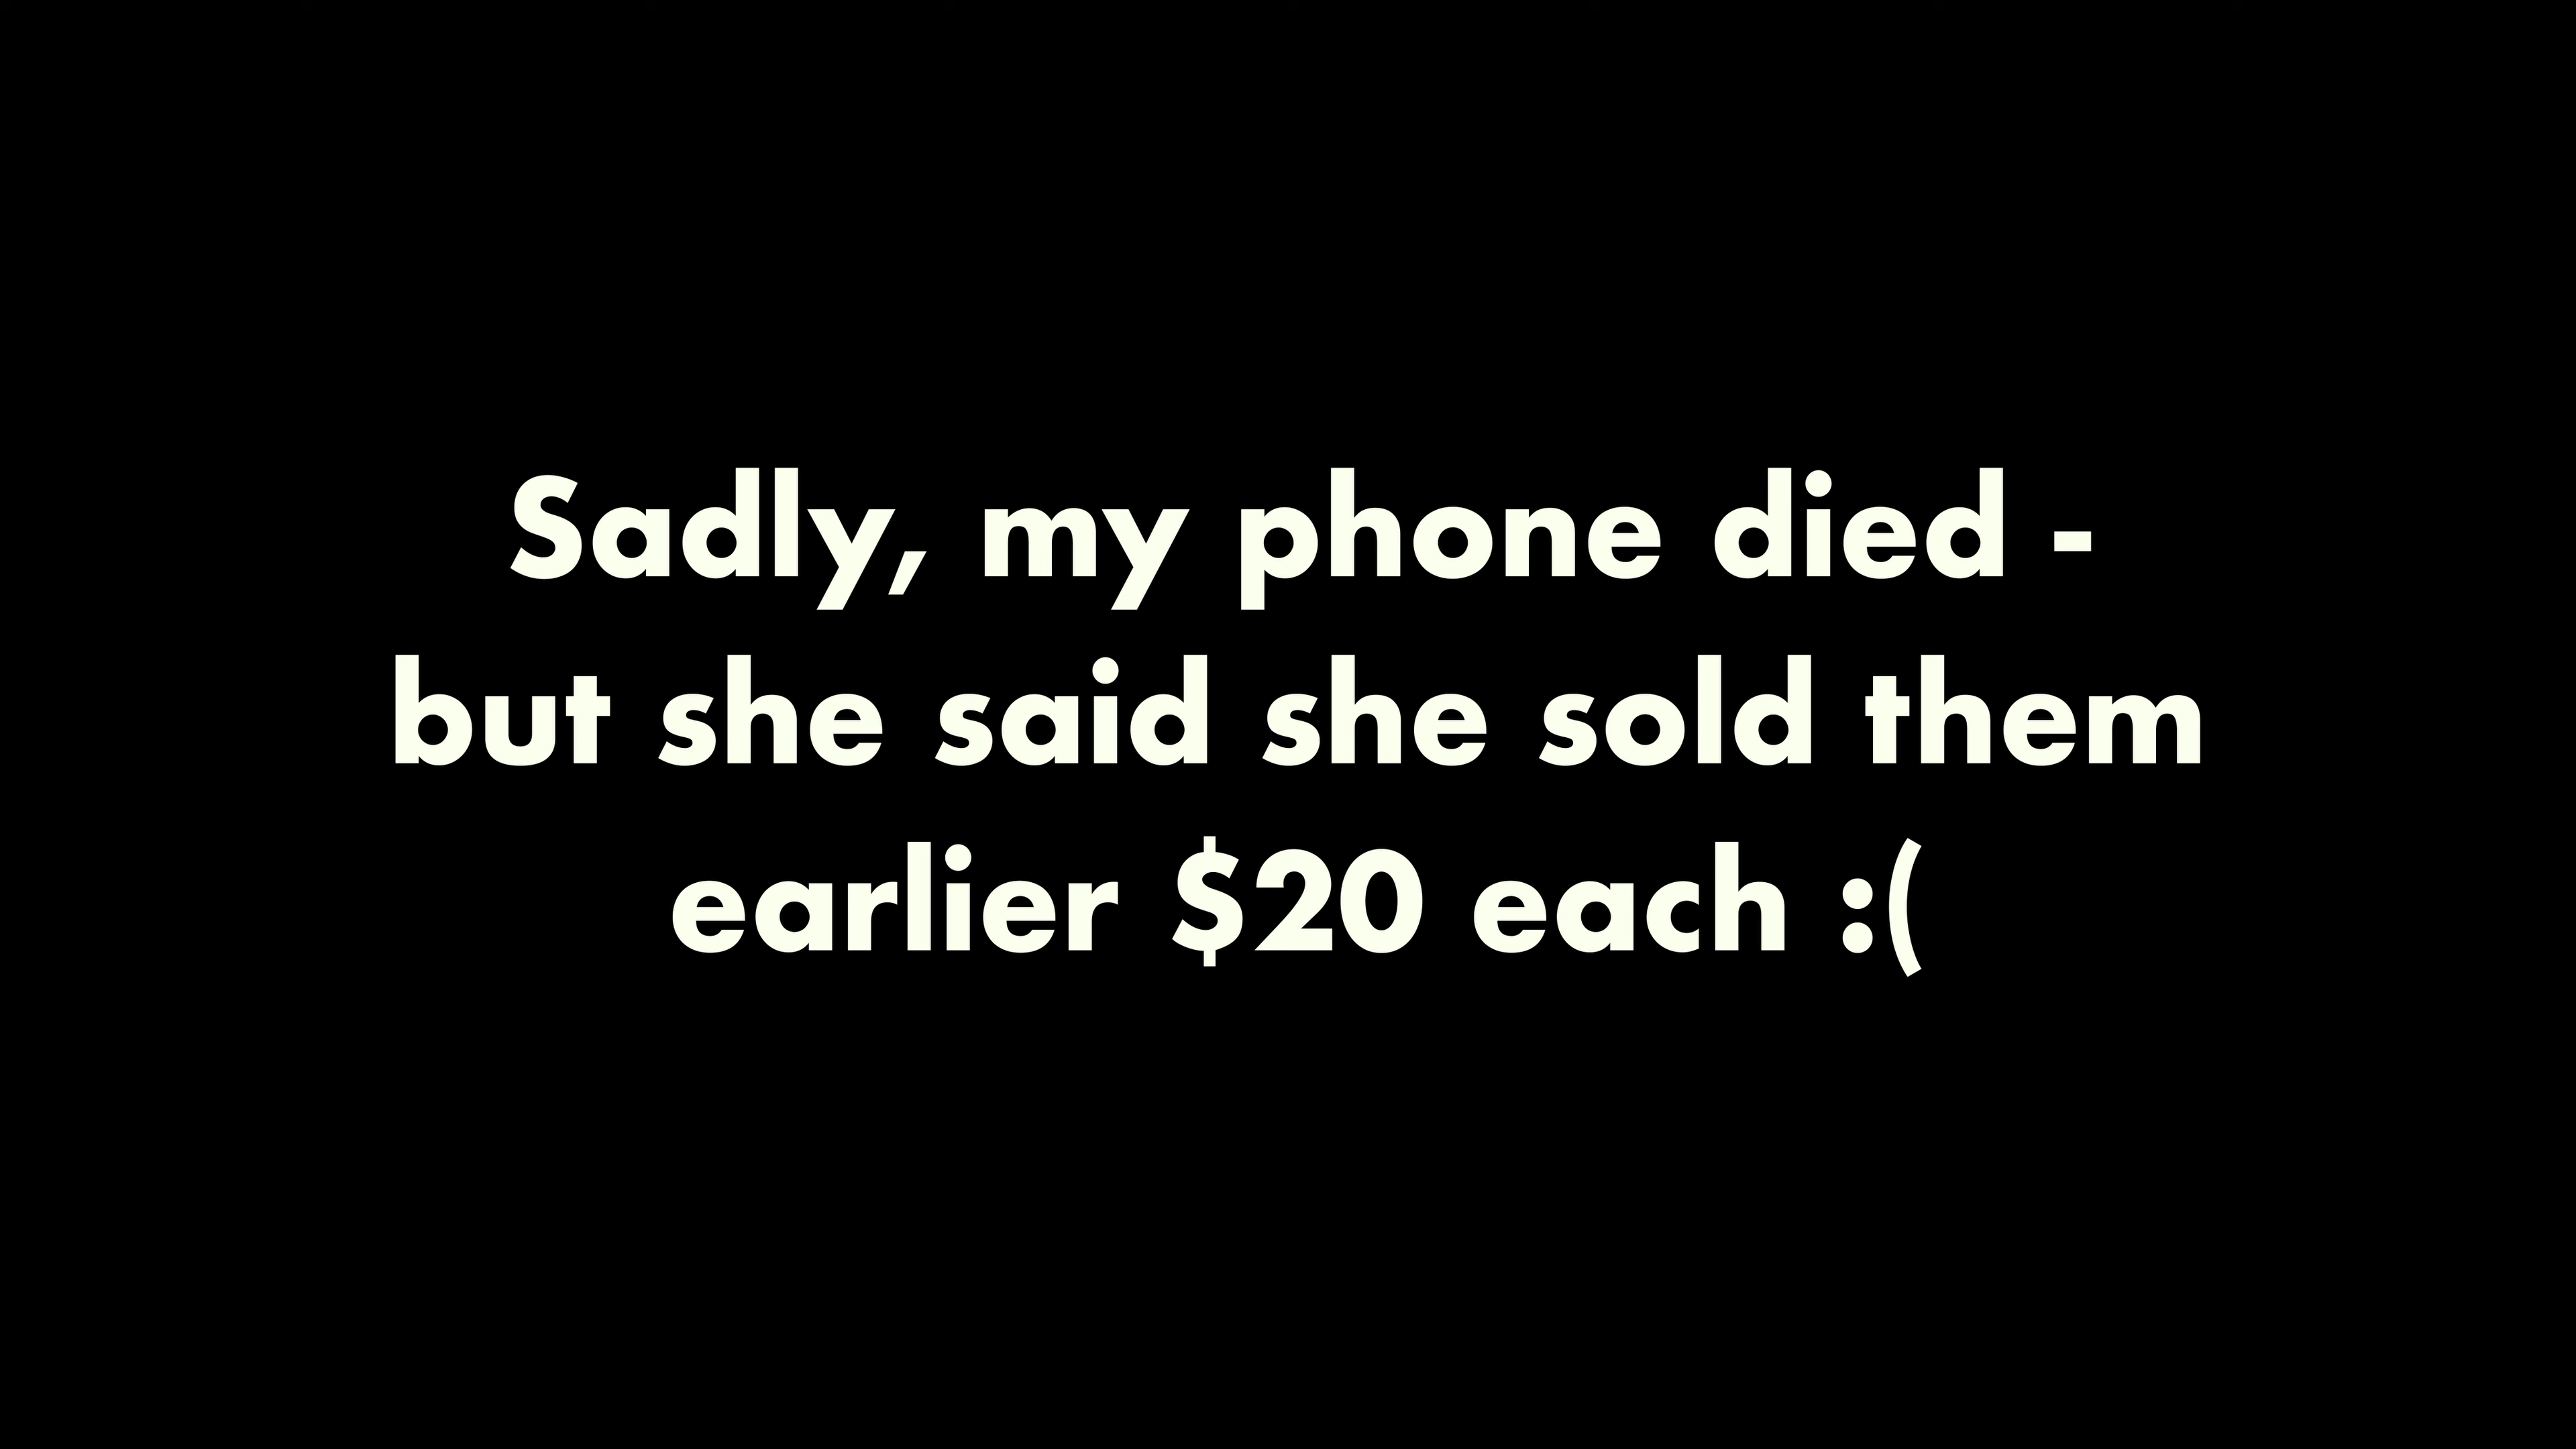 Sadly, my phone died -
but she said she sold them
earlier $20 each :(